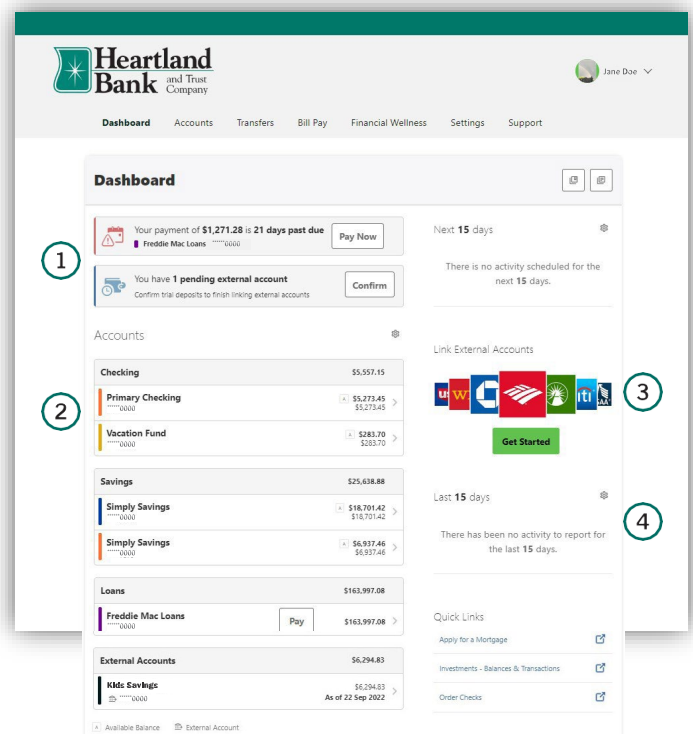 Heartland
Bank and Trust Company
Jane Doe
Dashboard Accounts Transfers Bill Pay Financial Wellness Settings Support
Dashboard
1
Your payment of $1,271.28 is 21 days past due
Freddie Mac Loans ******0000
Pay Now
You have 1 pending external account
Confirm trial deposits to finish linking external accounts
Confirm
Accounts
2
Checking $5,557.15
Primary Checking A $5,273.45
******0000 $5,273.45
Vacation Fund A $283.70
******0000 $283.70
Savings $25,638.88
Simply Savings A $18,701.42
******0000 $18,701.42
Simply Savings A $6,937.46
******0000 $6,937.46
Loans $163,997.08
Freddie Mac Loans Pay $163,997.08
******0000
External Accounts $6,294.83
Kids Savings $6,294.83
******0000 As of 22 Sep 2022
A Available Balance External Account
Next 15 days
There is no activity scheduled for the
next 15 days.
Link External Accounts
3
citi
Get Started
Last 15 days
4
There has been no activity to report for
the last 15 days.
Quick Links
Apply for a Mortgage
Investments - Balances & Transactions
Order Checks